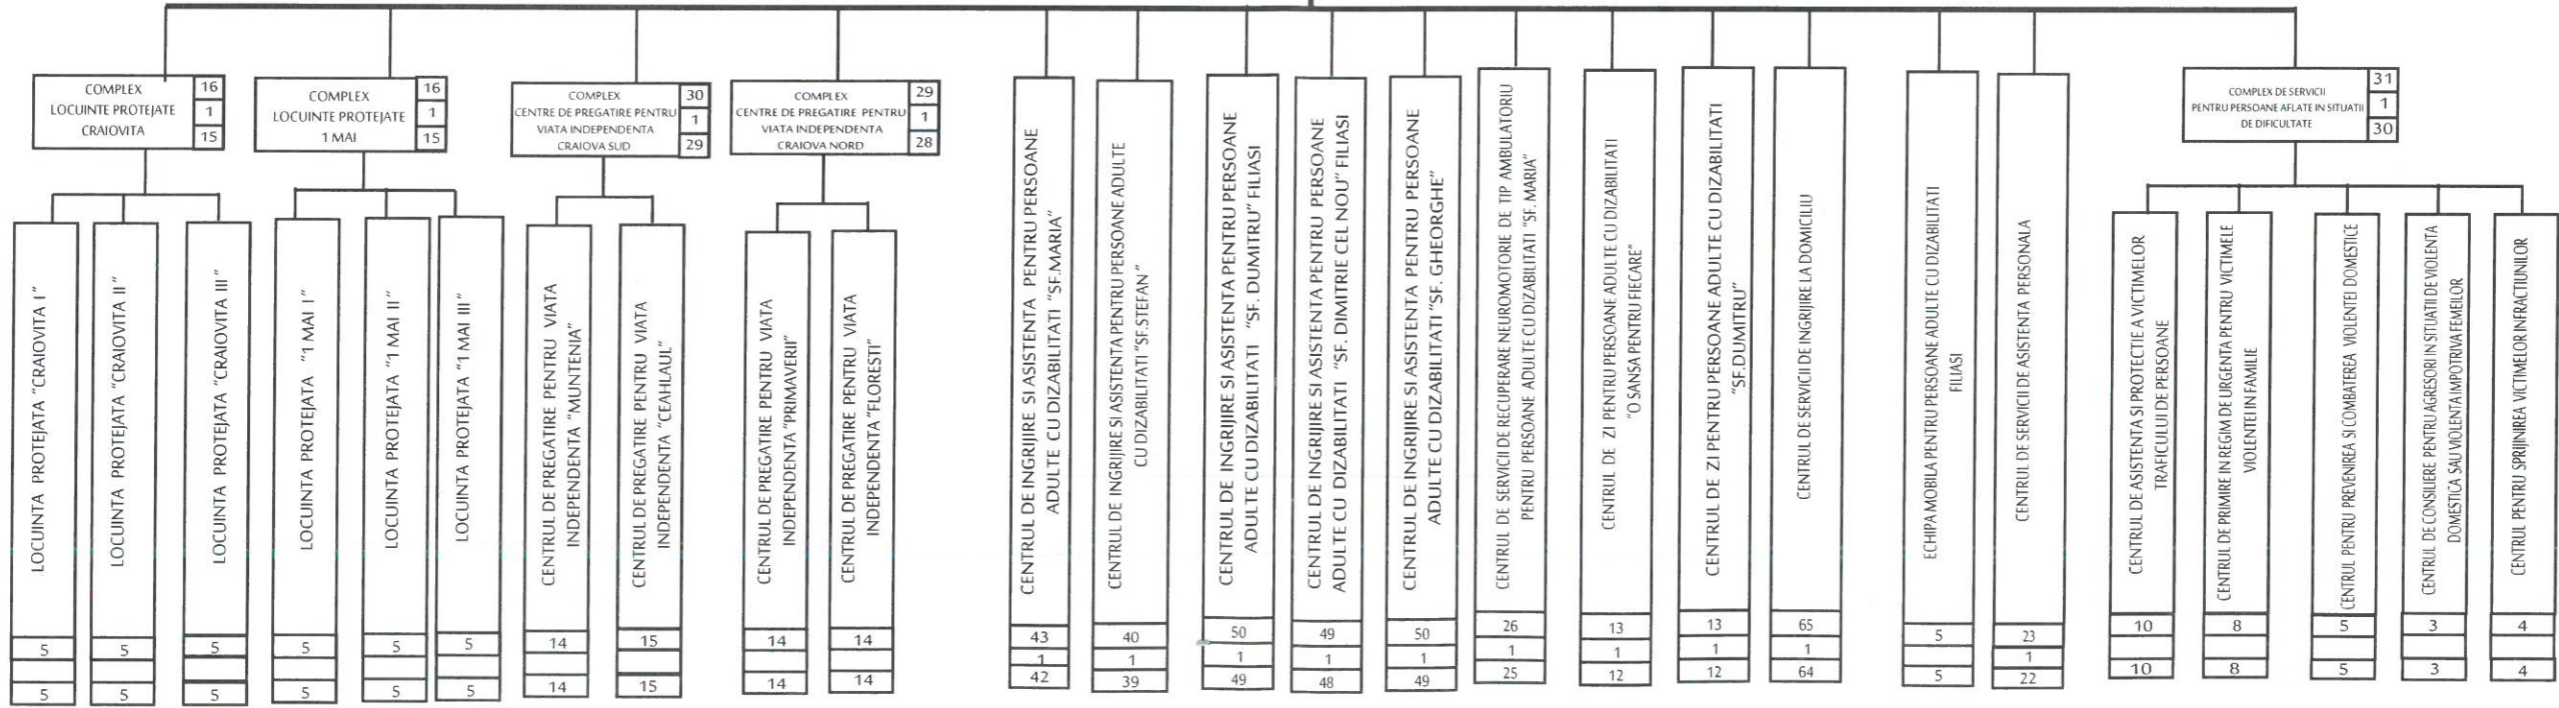 COMPLEX
LOCUINTE PROTEJATE
CRAIOVITA
16
1
15
COMPLEX
LOCUINTE PROTEJATE
1 MAI
16
1
15
COMPLEX
CENTRE DE PREGATIRE PENTRU
VIATA INDEPENDENTA
CRAIOVA SUD
30
1
29
COMPLEX
CENTRE DE PREGATIRE PENTRU
VIATA INDEPENDENTA
CRAIOVA NORD
29
1
28
COMPLEX DE SERVICII
PENTRU PERSOANE AFLATE IN SITUATII
DE DIFICULTATE
31
1
30
LOCUINTA PROTEJATA "CRAIOVITA I"
5
5
LOCUINTA PROTEJATA "CRAIOVITA II"
5
5
LOCUINTA PROTEJATA "CRAIOVITA III"
5
5
LOCUINTA PROTEJATA "1 MAI I"
5
5
LOCUINTA PROTEJATA "1 MAI II"
5
5
LOCUINTA PROTEJATA "1 MAI III"
5
5
CENTRUL DE PREGATIRE PENTRU VIATA
INDEPENDENTA "MUNTENIA"
14
14
CENTRUL DE PREGATIRE PENTRU VIATA
INDEPENDENTA "CEAHLAUL"
15
15
CENTRUL DE PREGATIRE PENTRU VIATA
INDEPENDENTA "PRIMAVERII"
14
14
CENTRUL DE PREGATIRE PENTRU VIATA
INDEPENDENTA "FLORESTI"
14
14
CENTRUL DE INGRIJIRE SI ASISTENTA PENTRU PERSOANE
ADULTE CU DIZABILITATI "SF.MARIA"
43
1
42
CENTRUL DE INGRIJIRE SI ASISTENTA PENTRU PERSOANE ADULTE
CU DIZABILITATI "SF.STEFAN"
40
1
39
CENTRUL DE INGRIJIRE SI ASISTENTA PENTRU PERSOANE
ADULTE CU DIZABILITATI "SF. DUMITRU" FILIASI
50
1
49
CENTRUL DE INGRIJIRE SI ASISTENTA PENTRU PERSOANE
ADULTE CU DIZABILITATI "SF. DIMITRIE CEL NOU" FILIASI
49
1
48
CENTRUL DE INGRIJIRE SI ASISTENTA PENTRU PERSOANE
ADULTE CU DIZABILITATI "SF. GHEORGHE"
50
1
49
CENTRUL DE SERVICII DE RECUPERARE NEUROMOTORIE DE TIP AMBULATORIU
PENTRU PERSOANE ADULTE CU DIZABILITATI "SF. MARIA"
26
1
25
CENTRUL DE ZI PENTRU PERSOANE ADULTE CU DIZABILITATI
"O SANSA PENTRU FIECARE"
13
1
12
CENTRUL DE ZI PENTRU PERSOANE ADULTE CU DIZABILITATI
"SF.DUMITRU"
13
1
12
CENTRUL DE SERVICII DE INGRIJIRE LA DOMICILIU
65
1
64
ECHIPA MOBILA PENTRU PERSOANE ADULTE CU DIZABILITATI
FILIASI
5
5
CENTRUL DE SERVICII DE ASISTENTA PERSONALA
23
1
22
CENTRUL DE ASISTENTA SI PROTECTIE A VICTIMELOR
TRAFICULUI DE PERSOANE
10
10
CENTRUL DE PRIMIRE IN REGIM DE URGENTA PENTRU VICTIMELE
VIOLENTEI IN FAMILIE
8
8
CENTRUL PENTRU PREVENIREA SI COMBATEREA VIOLENTEI DOMESTICE
5
5
CENTRUL DE CONSILIERE PENTRU AGRESORI IN SITUATII DE VIOLENTA
DOMESTICA SAU VIOLENTA IMPOTRIVA FEMEILOR
3
3
CENTRUL PENTRU SPRIJINIREA VICTIMELOR INFRACTIUNILOR
4
4